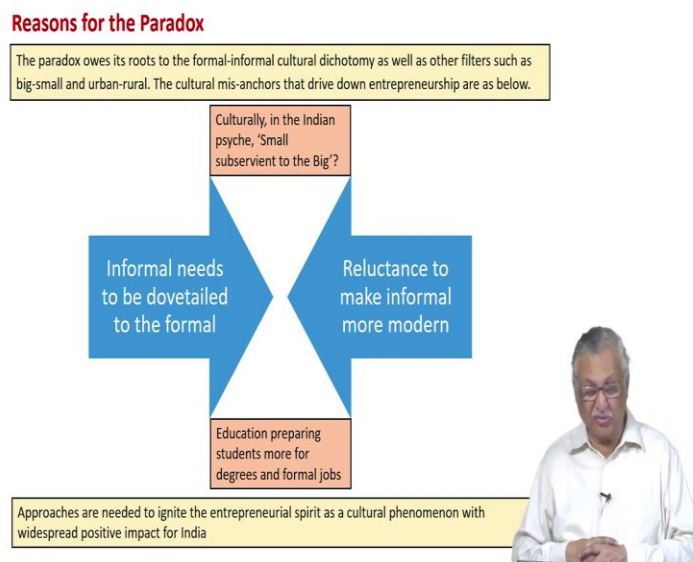 Reasons for the Paradox
The paradox owes its roots to the formal-informal cultural dichotomy as well as other filters such as
big-small and urban-rural. The cultural mis-anchors that drive down entrepreneurship are as below.
Culturally, in the Indian
psyche, ‘Small
subservient to the Big’?
Informal needs
to be dovetailed
to the formal
Reluctance to
make informal
more modern
Education preparing
students more for
degrees and formal jobs
Approaches are needed to ignite the entrepreneurial spirit as a cultural phenomenon with
widespread positive impact for India